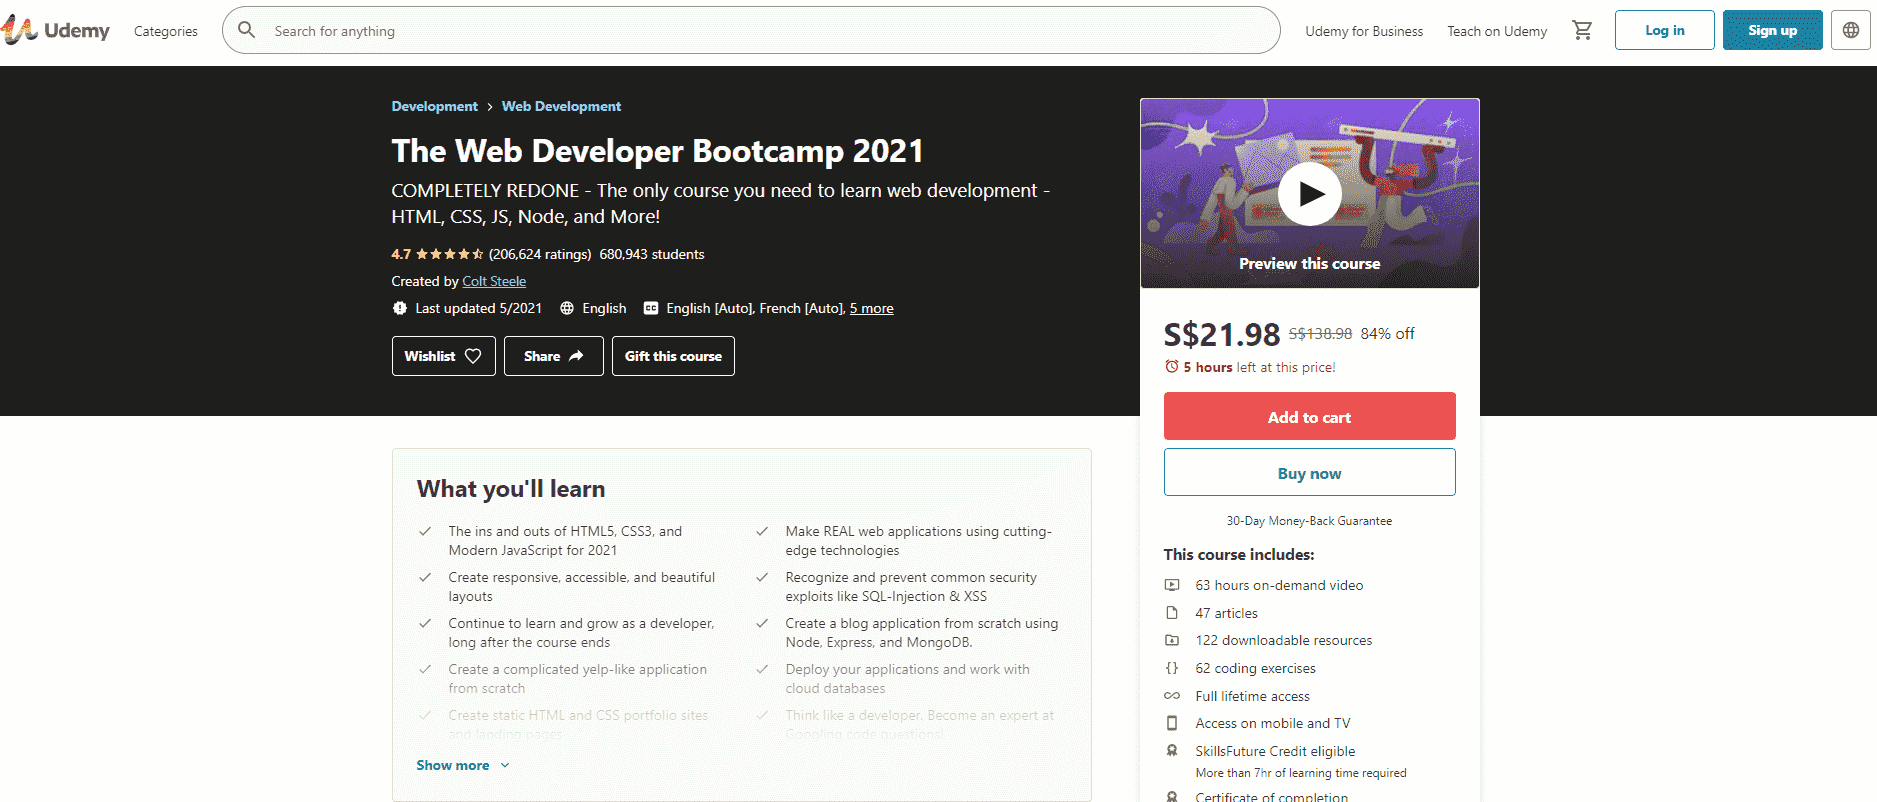 Udemy
Categories
Search for anything
Udemy for Business
Teach on Udemy
Log in
Sign up
Development > Web Development
The Web Developer Bootcamp 2021
COMPLETELY REDONE - The only course you need to learn web development -
HTML, CSS, JS, Node, and More!
4.7 (206,624 ratings) 680,943 students
Created by Colt Steele
Last updated 5/2021 English English [Auto], French [Auto], 5 more
Wishlist
Share
Gift this course
Preview this course
S$21.98 S$138.98 84% off
5 hours left at this price!
Add to cart
Buy now
30-Day Money-Back Guarantee
This course includes:
63 hours on-demand video
47 articles
122 downloadable resources
62 coding exercises
Full lifetime access
Access on mobile and TV
SkillsFuture Credit eligible
More than 7hr of learning time required
Certificate of completion
What you'll learn
The ins and outs of HTML5, CSS3, and
Modern JavaScript for 2021
Create responsive, accessible, and beautiful
layouts
Continue to learn and grow as a developer,
long after the course ends
Create a complicated yelp-like application
from scratch
Create static HTML and CSS portfolio sites
and landing pages
Make REAL web applications using cutting-
edge technologies
Recognize and prevent common security
exploits like SQL-Injection & XSS
Create a blog application from scratch using
Node, Express, and MongoDB.
Deploy your applications and work with
cloud databases
Think like a developer. Become an expert at
Googling code questions!
Show more